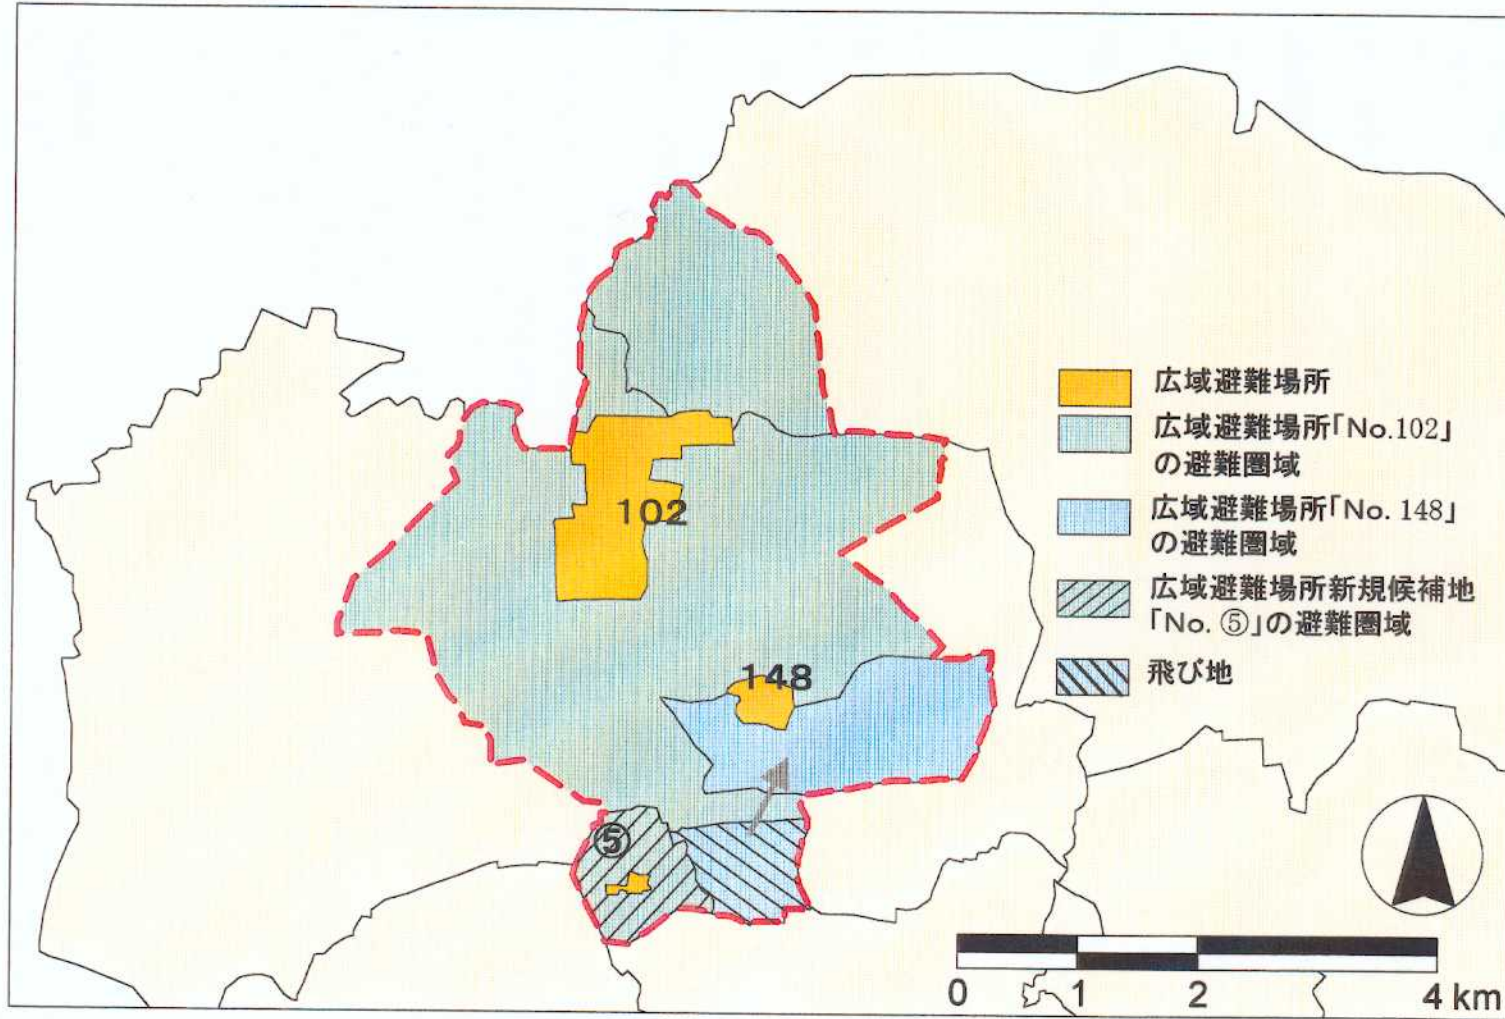 102
148
⑤
広域避難場所
広域避難場所「No.102」
の避難圏域
広域避難場所「No. 148」
の避難圏域
広域避難場所新規候補地
「No. ⑤」の避難圏域
飛び地
0 1 2 4 km